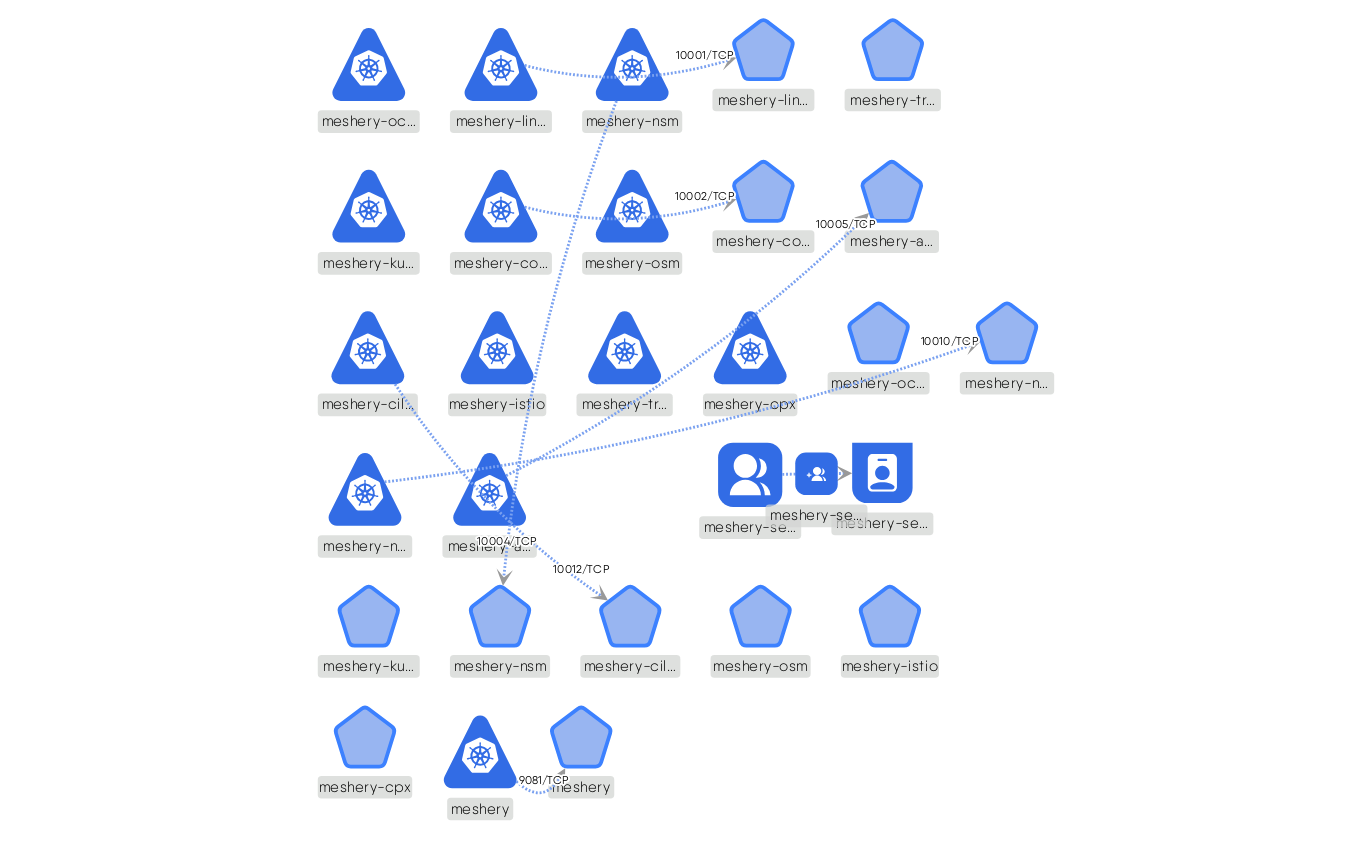 10001/TCP
meshery-lin...
meshery-tr...
meshery-oc...
meshery-lin...
meshery-nsm
10002/TCP
10005/TCP
meshery-co...
meshery-a...
meshery-ku...
meshery-co...
meshery-osm
10010/TCP
meshery-oc...
meshery-n...
meshery-cil...
meshery-istio
meshery-tr...
meshery-cpx
meshery-se...
meshery-se...
meshery-se...
meshery-n...
meshery-a...
10004/TCP
10012/TCP
meshery-ku...
meshery-nsm
meshery-cil...
meshery-osm
meshery-istio
9081/TCP
meshery-cpx
meshery
meshery